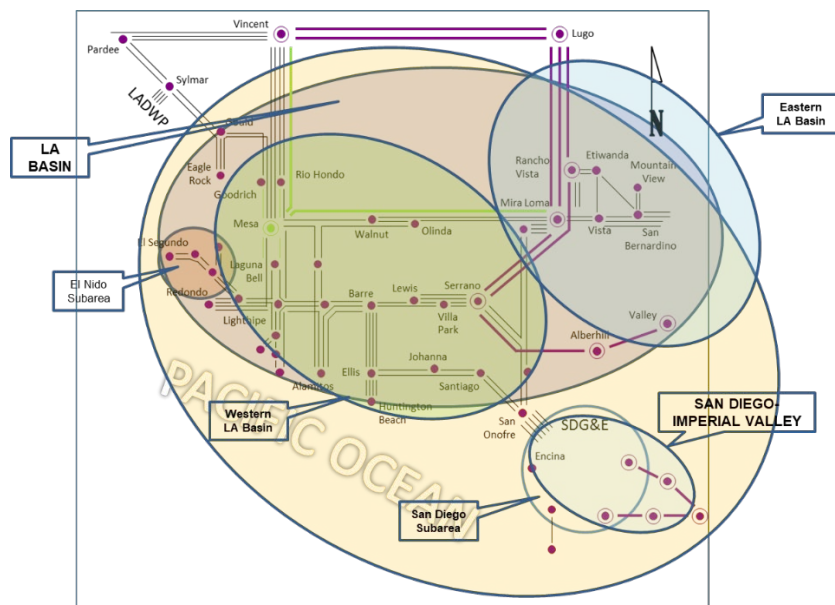 Vincent
Lugo
Pardee
Sylmar
LADWP
Eastern
LA Basin
N
LA
BASIN
Gould
Eagle
Rock
Goodrich
Rio Hondo
Rancho
Vista
Etiwanda
Mountain
View
Mira Loma
Mesa
Walnut
Olinda
Vista
San
Bernardino
El Segundo
El Nido
Subarea
Laguna
Bell
Redondo
Lighthipe
Barre
Lewis
Serrano
Villa
Park
Valley
Alberhill
Johanna
Alamitos
Ellis
Santiago
PACIFIC OCEAN
Western
LA Basin
Huntington
Beach
San
Onofre
SDG&E
SAN DIEGO-
IMPERIAL VALLEY
Encina
San Diego
Subarea